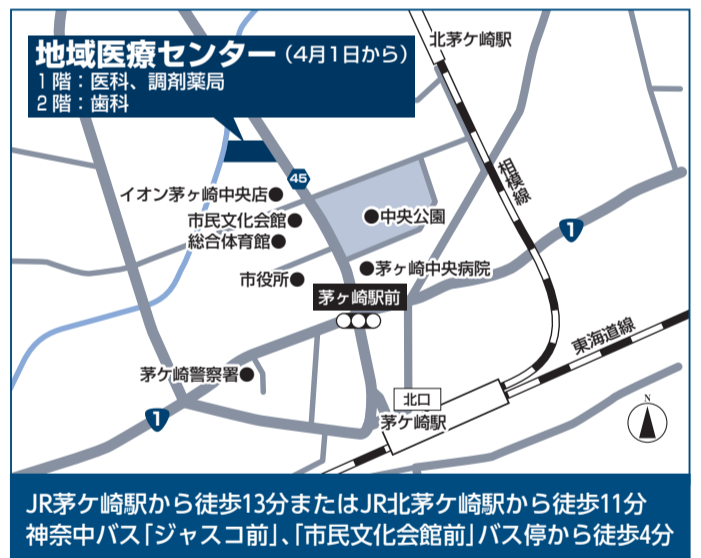 地域医療センター（4月1日から）
1階：医科、調剤薬局
2階：歯科
北茅ケ崎駅
相模線
45
イオン茅ヶ崎中央店
市民文化会館
総合体育館
中央公園
1
市役所
茅ヶ崎中央病院
茅ヶ崎駅前
東海道線
茅ケ崎警察署
北口
茅ケ崎駅
1
N
JR茅ケ崎駅から徒歩13分またはJR北茅ケ崎駅から徒歩11分
神奈中バス「ジャスコ前」、「市民文化会館前」バス停から徒歩4分